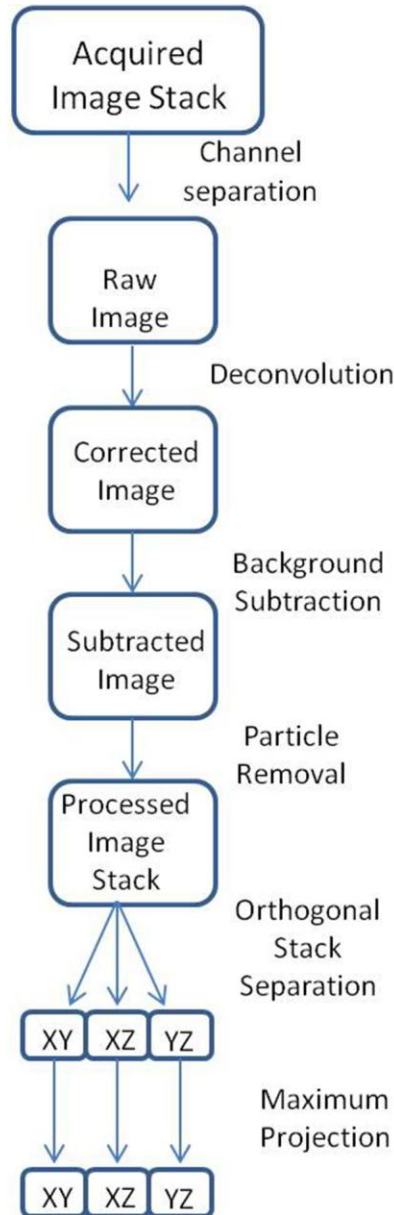 Acquired
Image Stack
Channel
separation
Raw
Image
Deconvolution
Corrected
Image
Background
Subtraction
Subtracted
Image
Particle
Removal
Processed
Image
Stack
Orthogonal
Stack
Separation
XY XZ YZ
Maximum
Projection
XY XZ YZ